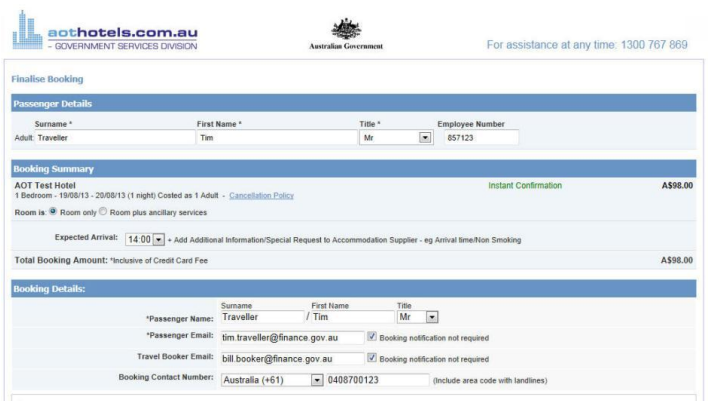 aothotels.com.au
- GOVERNMENT SERVICES DIVISION
Australian Government
For assistance at any time: 1300 767 869
Finalise Booking
Passenger Details
Surname * First Name * Title * Employee Number
Adult: Traveller Tim Mr 857123
Booking Summary
AOT Test Hotel Instant Confirmation A$98.00
1 Bedroom - 19/08/13 - 20/08/13 (1 night) Costed as 1 Adult - Cancellation Policy
Room is: Room only Room plus ancillary services
Expected Arrival: 14:00 + Add Additional Information/Special Request to Accommodation Supplier - eg Arrival time/Non Smoking
Total Booking Amount: *Inclusive of Credit Card Fee A$98.00
Booking Details:
Surname First Name Title
*Passenger Name: Traveller / Tim Mr
*Passenger Email: tim.traveller@finance.gov.au Booking notification not required
Travel Booker Email: bill.booker@finance.gov.au Booking notification not required
Booking Contact Number: Australia (+61) 0408700123 (Include area code with landlines)